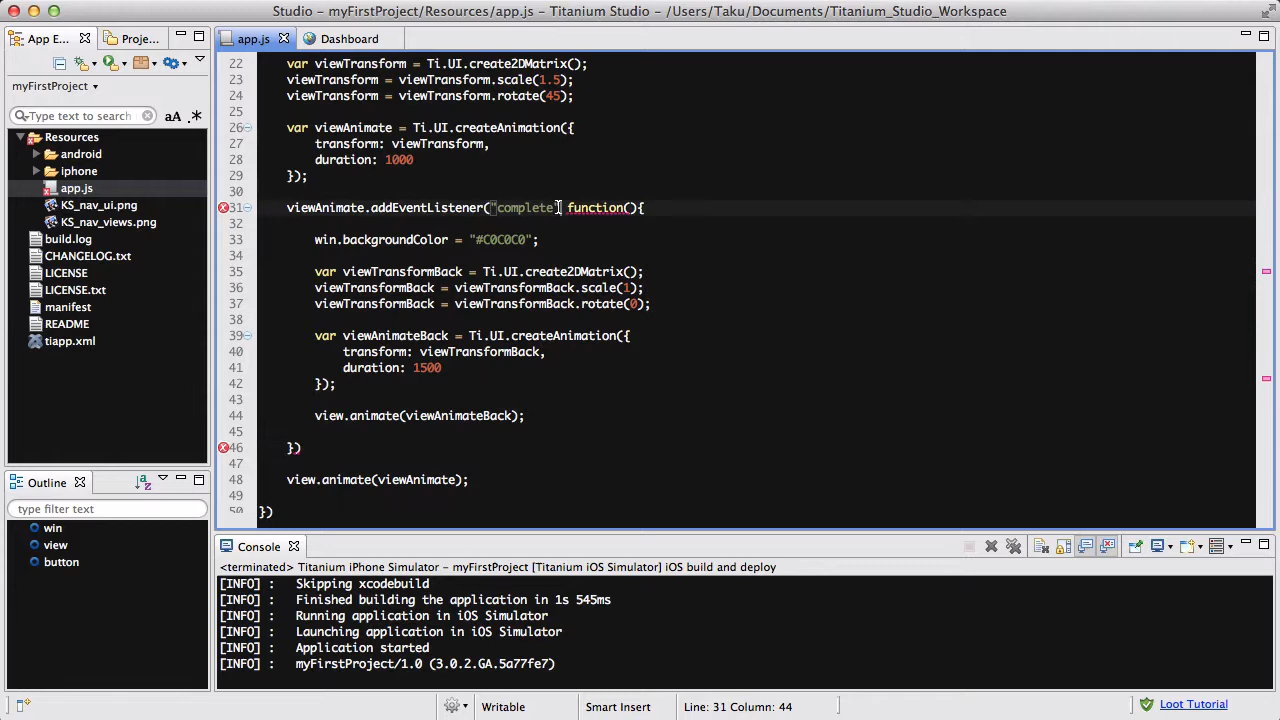 Studio - myFirstProject/Resources/app.js - Titanium Studio - /Users/Taku/Documents/Titanium_Studio_Workspace
App E...
Proje...
myFirstProject
Type text to search
aA .*
Resources
android
iphone
app.js
KS_nav_ui.png
KS_nav_views.png
build.log
CHANGELOG.txt
LICENSE
LICENSE.txt
manifest
README
tiapp.xml
Outline
type filter text
win
view
button
app.js
Dashboard
22 var viewTransform = Ti.UI.create2DMatrix();
23 viewTransform = viewTransform.scale(1.5);
24 viewTransform = viewTransform.rotate(45);
25
26 var viewAnimate = Ti.UI.createAnimation({
27 transform: viewTransform,
28 duration: 1000
29 });
30
31 viewAnimate.addEventListener("complete) function(){
32
33 win.backgroundColor = "#C0C0C0";
34
35 var viewTransformBack = Ti.UI.create2DMatrix();
36 viewTransformBack = viewTransformBack.scale(1);
37 viewTransformBack = viewTransformBack.rotate(0);
38
39 var viewAnimateBack = Ti.UI.createAnimation({
40 transform: viewTransformBack,
41 duration: 1500
42 });
43
44 view.animate(viewAnimateBack);
45
46 })
47
48 view.animate(viewAnimate);
49
50 })
Console
<terminated> Titanium iPhone Simulator - myFirstProject [Titanium iOS Simulator] iOS build and deploy
[INFO] : Skipping xcodebuild
[INFO] : Finished building the application in 1s 545ms
[INFO] : Running application in iOS Simulator
[INFO] : Launching application in iOS Simulator
[INFO] : Application started
[INFO] : myFirstProject/1.0 (3.0.2.GA.5a77fe7)
Writable
Smart Insert
Line: 31 Column: 44
Loot Tutorial